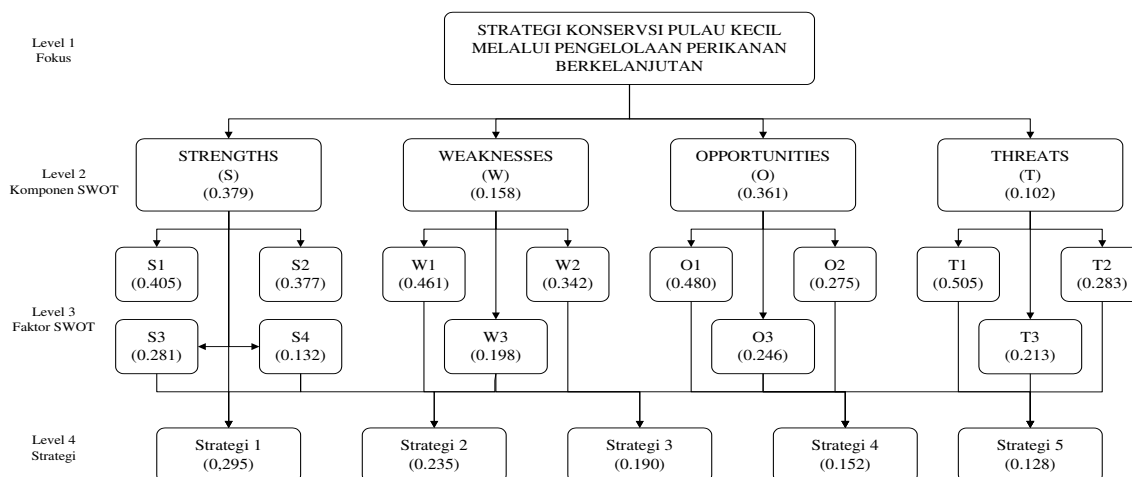 Level 1
Fokus
STRATEGI KONSERVSI PULAU KECIL
MELALUI PENGELOLAAN PERIKANAN
BERKELANJUTAN
Level 2
Komponen SWOT
STRENGTHS
(S)
(0.379)
WEAKNESSES
(W)
(0.158)
OPPORTUNITIES
(O)
(0.361)
THREATS
(T)
(0.102)
Level 3
Faktor SWOT
S1
(0.405)
S2
(0.377)
W1
(0.461)
W2
(0.342)
O1
(0.480)
O2
(0.275)
T1
(0.505)
T2
(0.283)
S3
(0.281)
S4
(0.132)
W3
(0.198)
O3
(0.246)
T3
(0.213)
Level 4
Strategi
Strategi 1
(0,295)
Strategi 2
(0.235)
Strategi 3
(0.190)
Strategi 4
(0.152)
Strategi 5
(0.128)